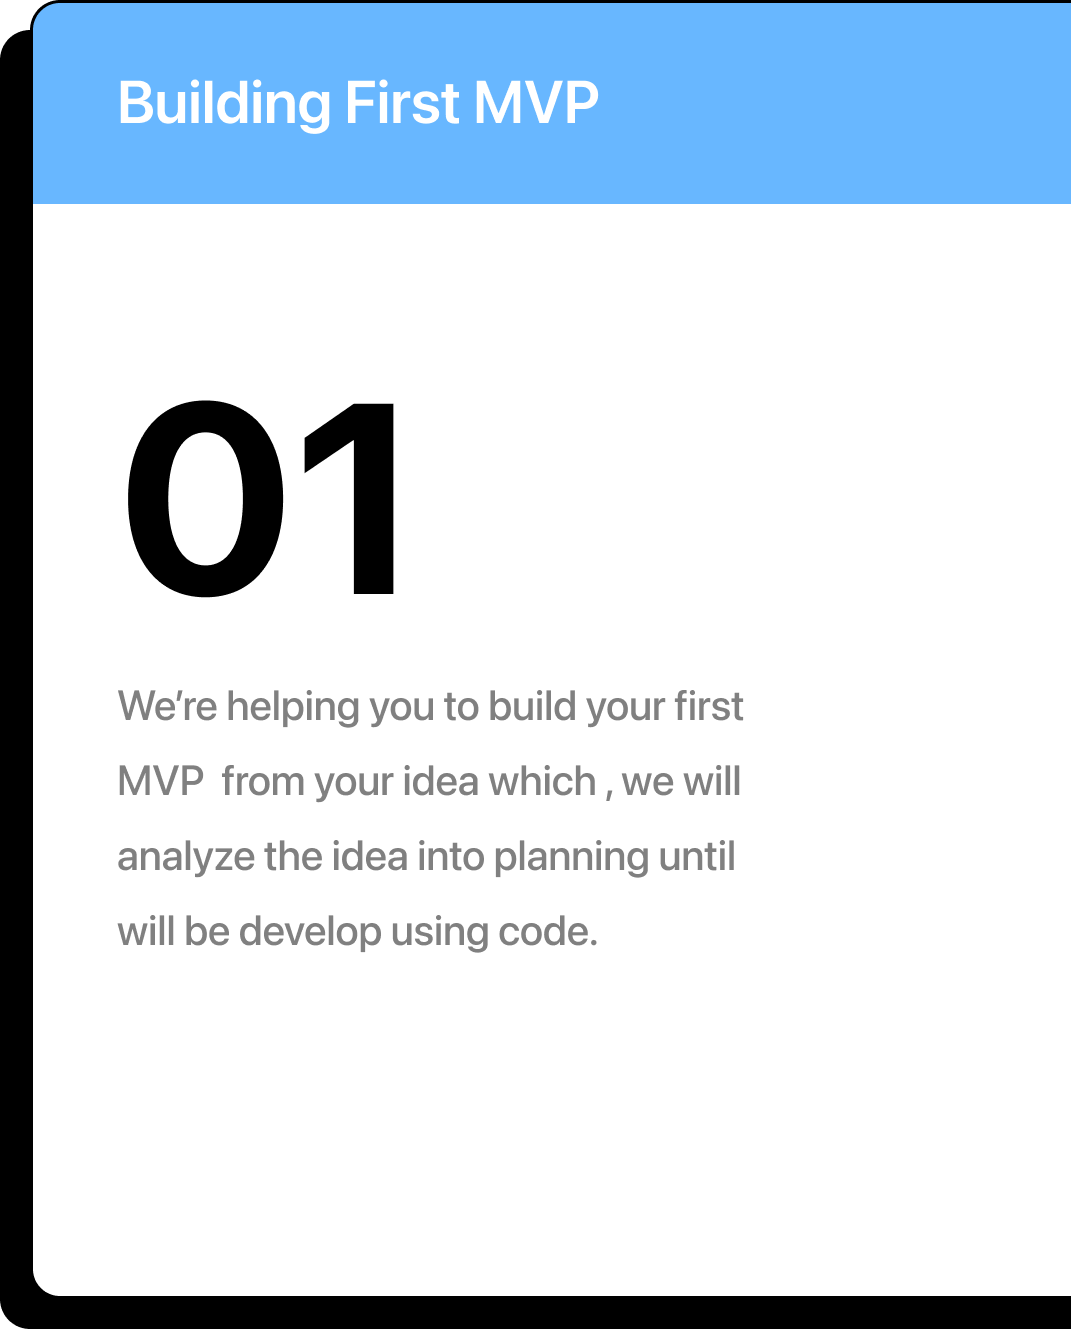 Building First MVP
01
We’re helping you to build your first
MVP  from your idea which , we will
analyze the idea into planning until
will be develop using code.